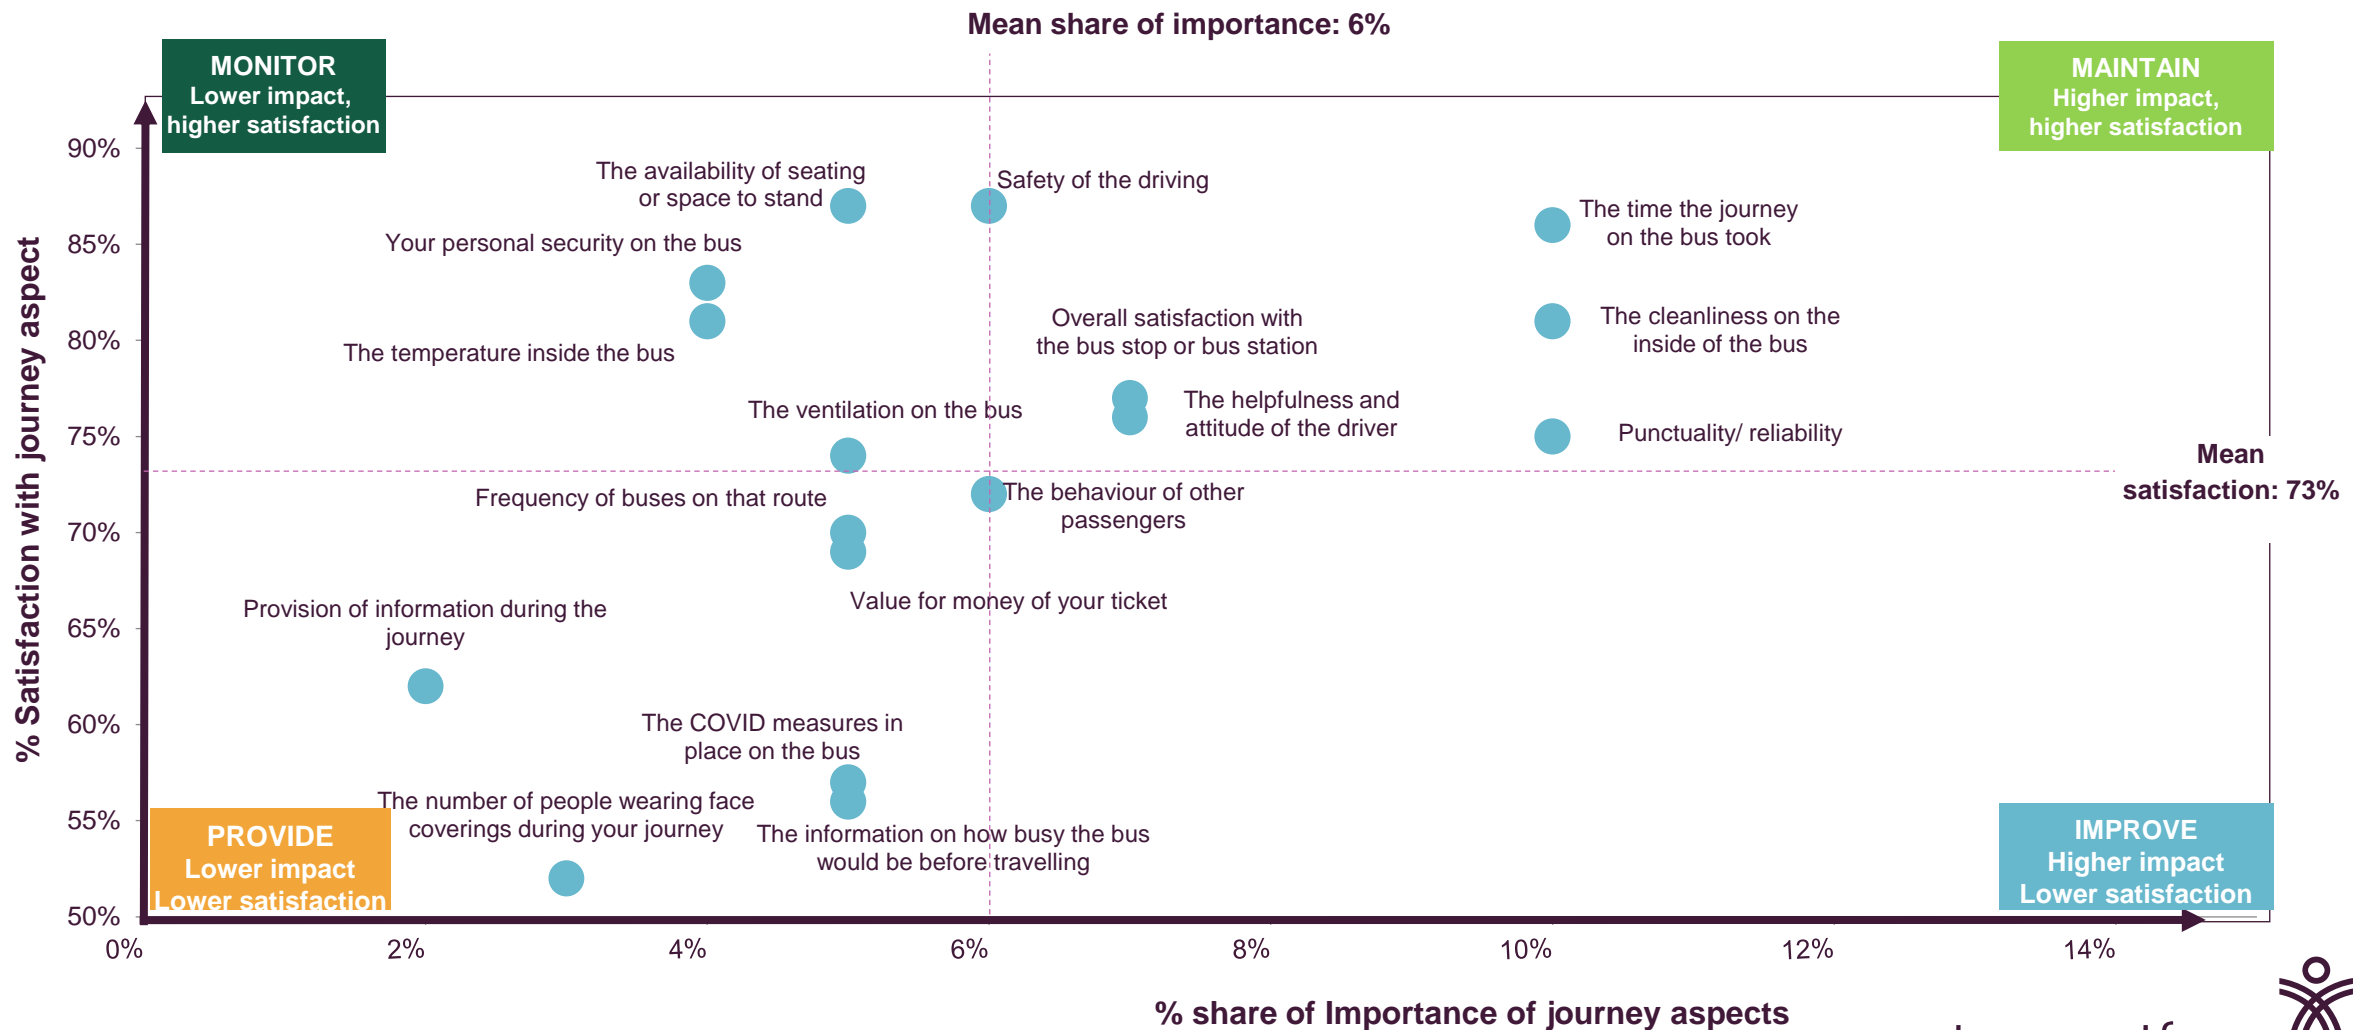 Mean share of importance: 6%
MONITOR
Lower impact,
higher satisfaction
MAINTAIN
Higher impact,
higher satisfaction
% Satisfaction with journey aspect
90%
85%
80%
75%
70%
65%
60%
55%
50%
The availability of seating
or space to stand
Safety of the driving
The time the journey
on the bus took
Your personal security on the bus
The temperature inside the bus
Overall satisfaction with
the bus stop or bus station
The cleanliness on the
inside of the bus
The ventilation on the bus
The helpfulness and
attitude of the driver
Punctuality/ reliability
Mean
satisfaction: 73%
Frequency of buses on that route
The behaviour of other
passengers
Value for money of your ticket
Provision of information during the
journey
The COVID measures in
place on the bus
The number of people wearing face
coverings during your journey
The information on how busy the bus
would be before travelling
PROVIDE
Lower impact
Lower satisfaction
IMPROVE
Higher impact
Lower satisfaction
0%
2%
4%
6%
8%
10%
12%
14%
% share of Importance of journey aspects